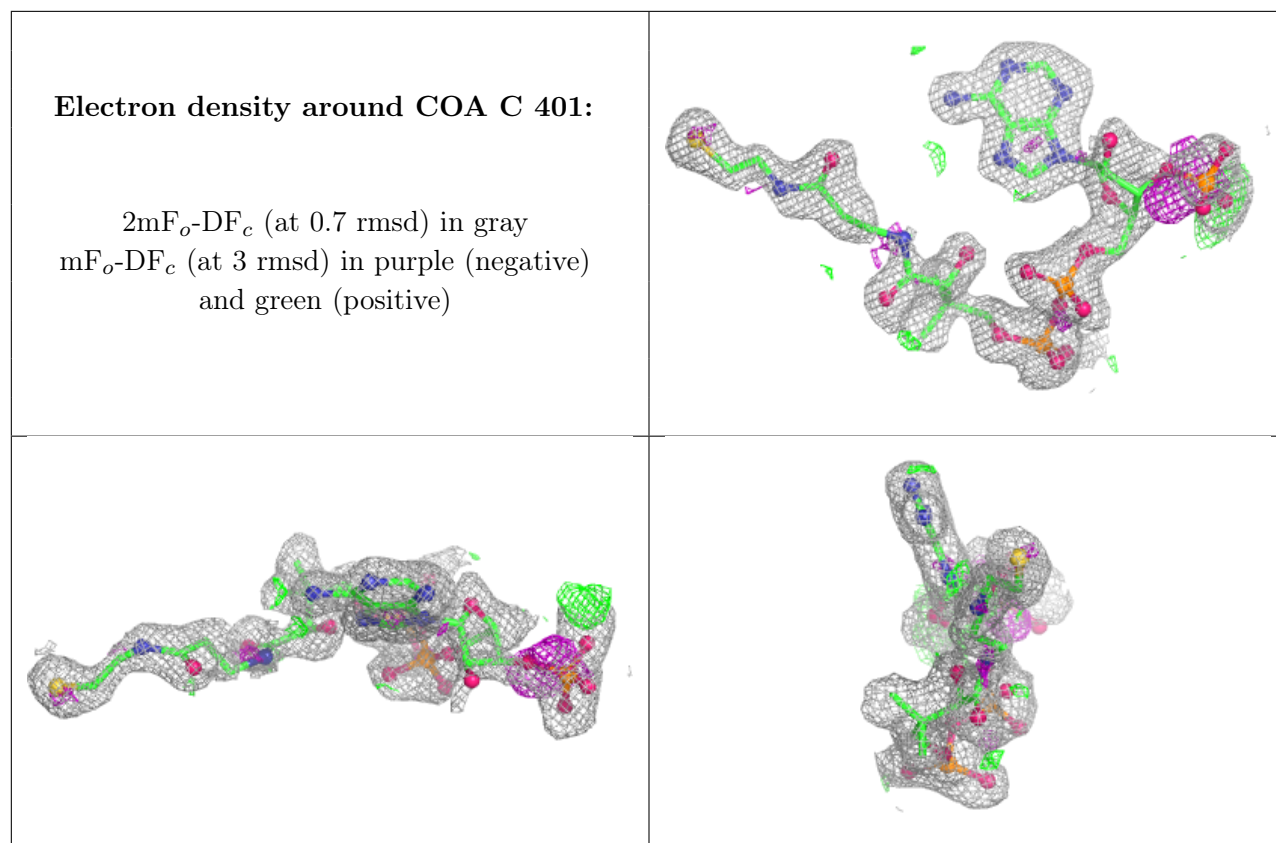 Electron density around COA C 401:
2mFₒ-DF𝑐 (at 0.7 rmsd) in gray
mFₒ-DF𝑐 (at 3 rmsd) in purple (negative)
and green (positive)